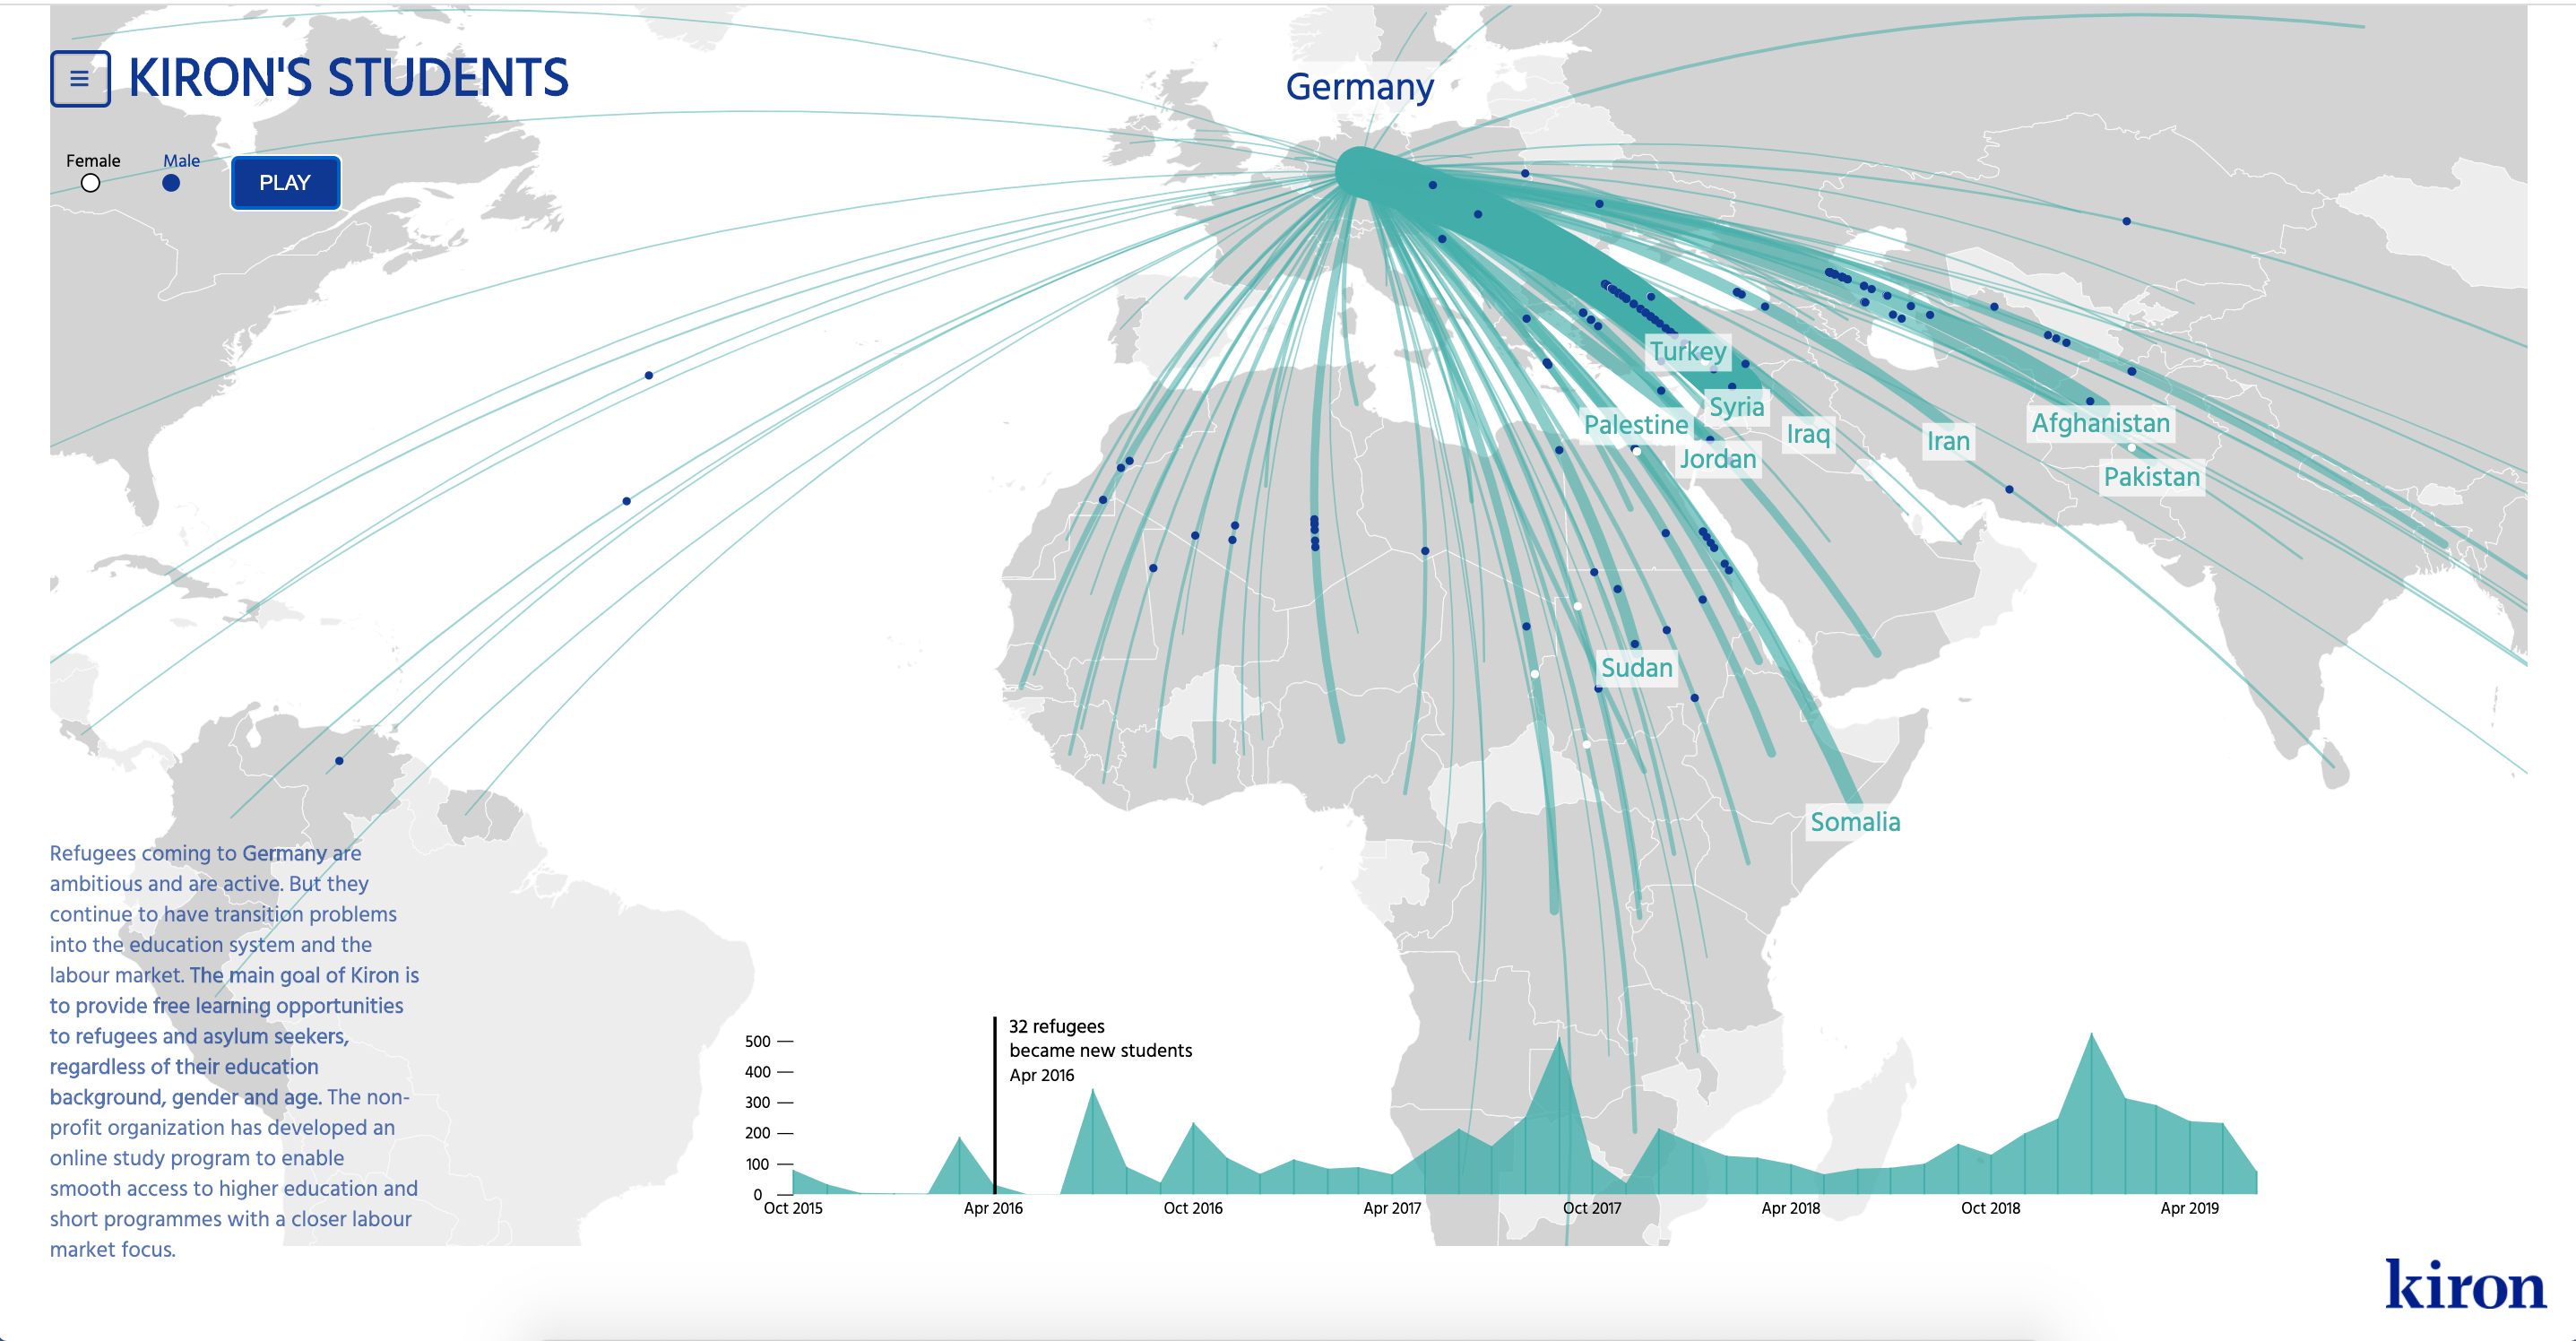 KIRON'S STUDENTS
Germany
Female
Male
PLAY
Turkey
Syria
Palestine
Iraq
Jordan
Iran
Afghanistan
Pakistan
Sudan
Somalia
Refugees coming to Germany are
ambitious and are active. But they
continue to have transition problems
into the education system and the
labour market. The main goal of Kiron is
to provide free learning opportunities
to refugees and asylum seekers,
regardless of their education
background, gender and age. The non-
profit organization has developed an
online study program to enable
smooth access to higher education and
short programmes with a closer labour
market focus.
32 refugees
became new students
Apr 2016
500
400
300
200
100
0
Oct 2015
Apr 2016
Oct 2016
Apr 2017
Oct 2017
Apr 2018
Oct 2018
Apr 2019
kiron